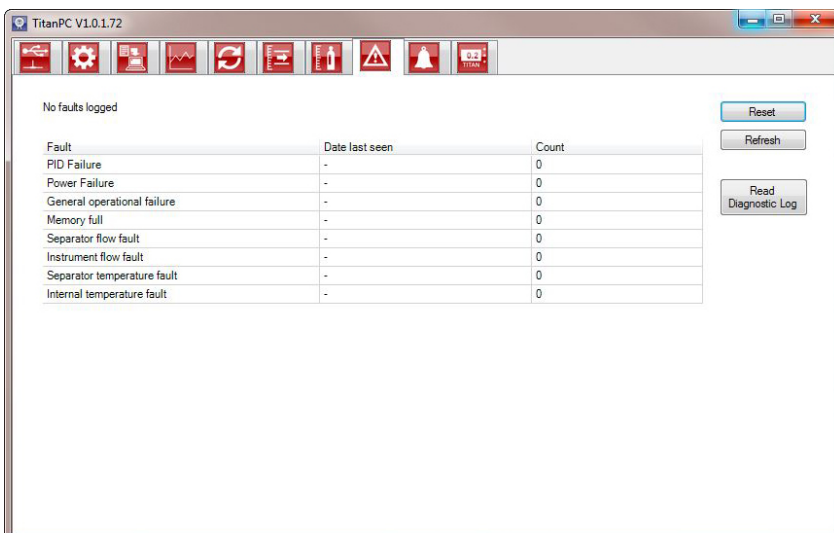 TitanPC V1.0.1.72
0.2
TITAN
No faults logged
Reset
Refresh
Read
Diagnostic Log
Fault Date last seen Count
PID Failure - 0
Power Failure - 0
General operational failure - 0
Memory full - 0
Separator flow fault - 0
Instrument flow fault - 0
Separator temperature fault - 0
Internal temperature fault - 0